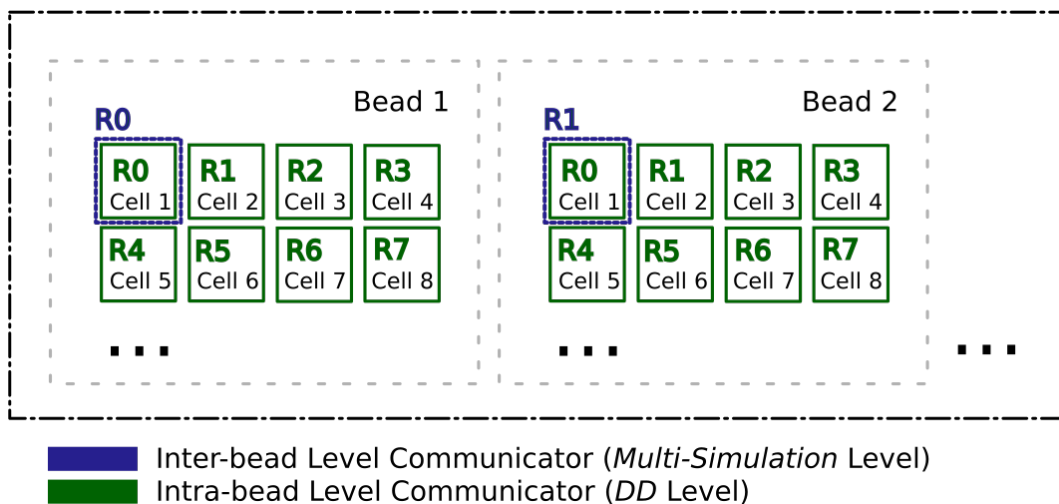 Bead 1
R0
R0 R1 R2 R3
Cell 1 Cell 2 Cell 3 Cell 4
R4 R5 R6 R7
Cell 5 Cell 6 Cell 7 Cell 8
...
Bead 2
R1
R0 R1 R2 R3
Cell 1 Cell 2 Cell 3 Cell 4
R4 R5 R6 R7
Cell 5 Cell 6 Cell 7 Cell 8
...
...
Inter-bead Level Communicator (Multi-Simulation Level)
Intra-bead Level Communicator (DD Level)